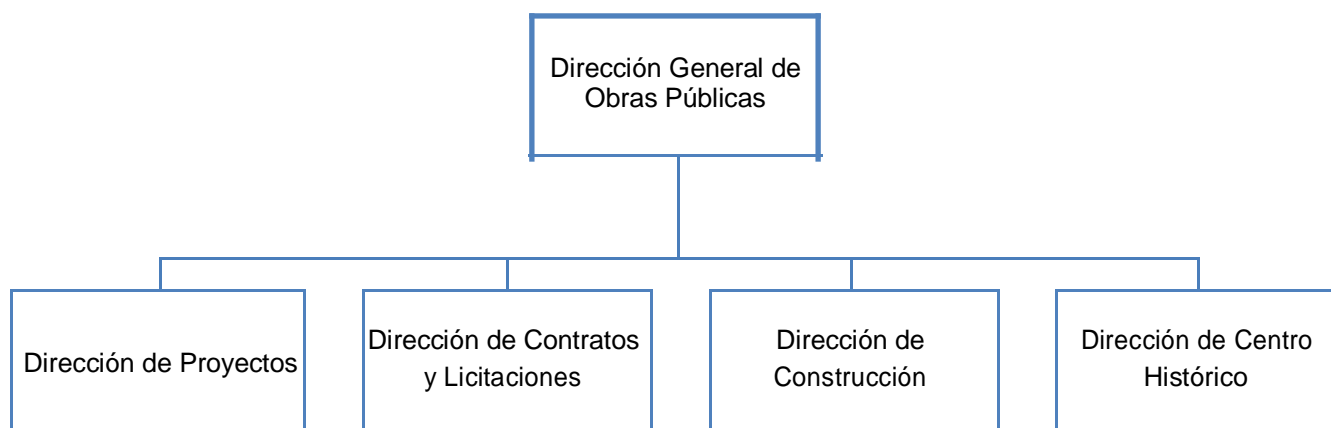 Dirección General de
Obras Públicas
Dirección de Proyectos
Dirección de Contratos
y Licitaciones
Dirección de
Construcción
Dirección de Centro
Histórico